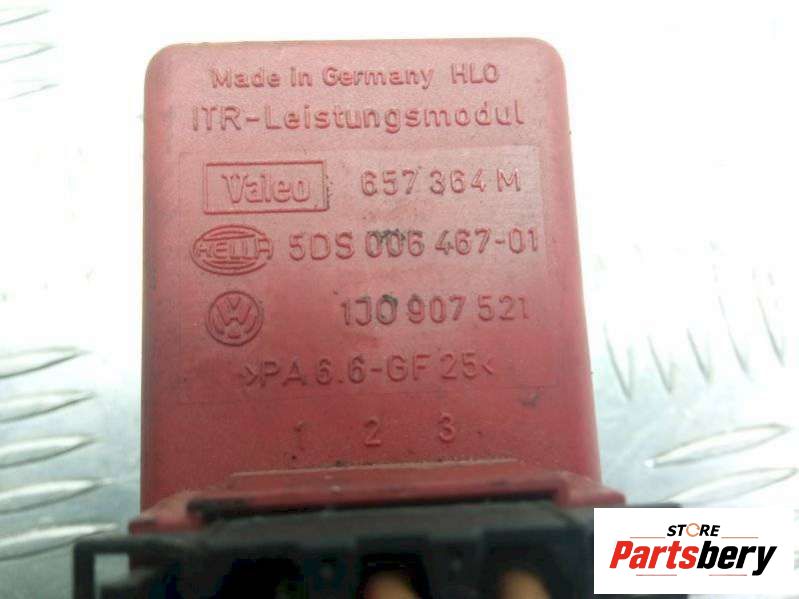 Made in Germany HLO
ITR-Leistungsmodul
Valeo 657 364 M
HELLA 5DS 006 467-01
VW 1J0 907 521
>PA 6.6-GF 25<
1 2 3
STORE
Partsbery